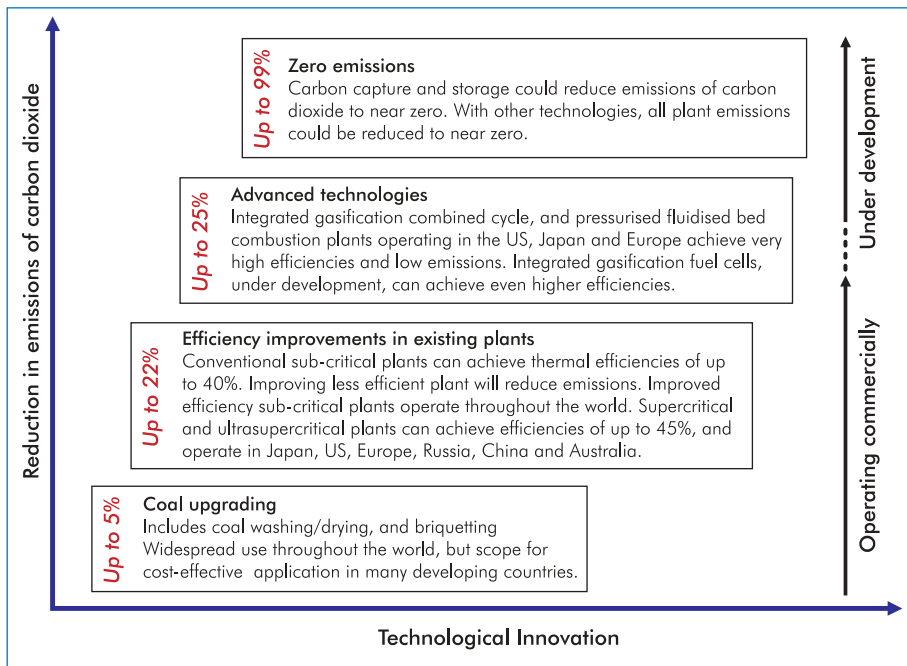 Reduction in emissions of carbon dioxide
Up to 99%
Zero emissions
Carbon capture and storage could reduce emissions of carbon
dioxide to near zero. With other technologies, all plant emissions
could be reduced to near zero.
Up to 25%
Advanced technologies
Integrated gasification combined cycle, and pressurised fluidised bed
combustion plants operating in the US, Japan and Europe achieve very
high efficiencies and low emissions. Integrated gasification fuel cells,
under development, can achieve even higher efficiencies.
Up to 22%
Efficiency improvements in existing plants
Conventional sub-critical plants can achieve thermal efficiencies of up
to 40%. Improving less efficient plant will reduce emissions. Improved
efficiency sub-critical plants operate throughout the world. Supercritical
and ultrasupercritical plants can achieve efficiencies of up to 45%, and
operate in Japan, US, Europe, Russia, China and Australia.
Up to 5%
Coal upgrading
Includes coal washing/drying, and briquetting
Widespread use throughout the world, but scope for
cost-effective application in many developing countries.
Under development
Operating commercially
Technological Innovation